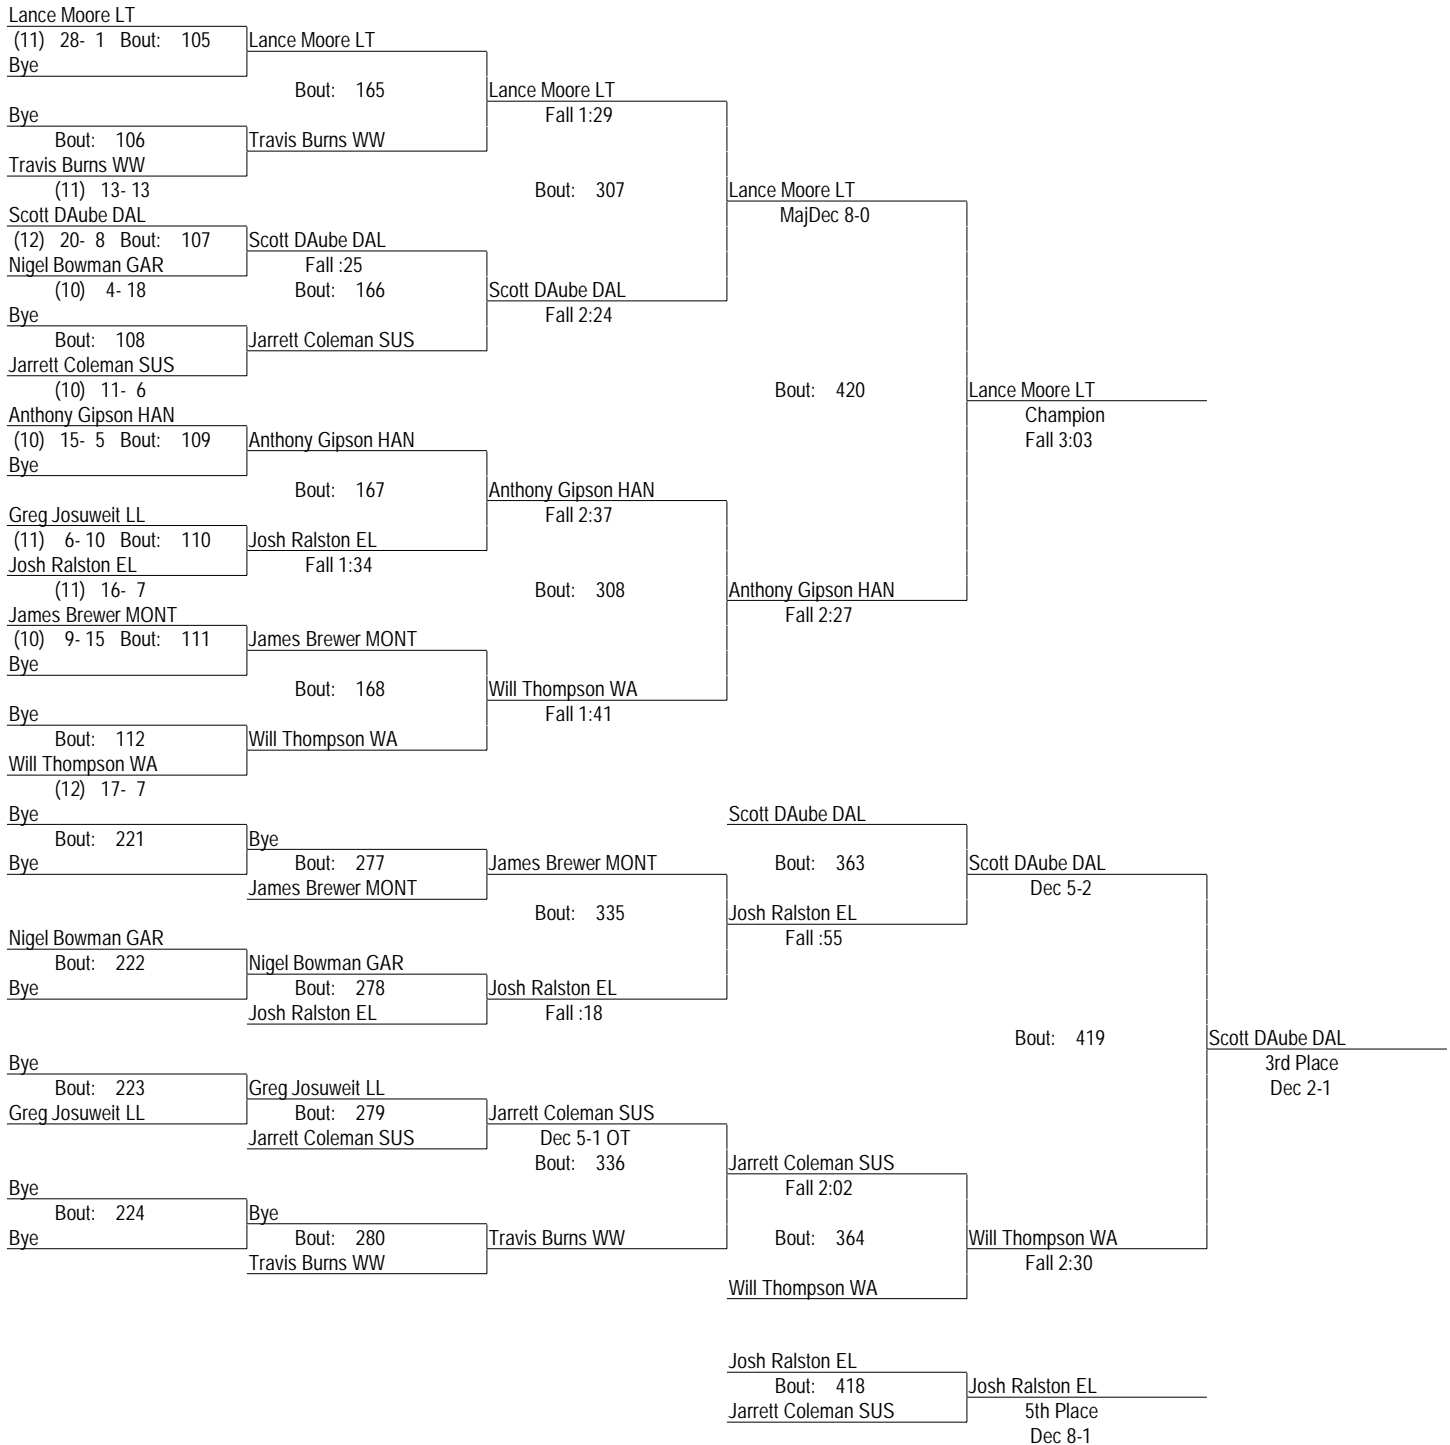 Lance Moore LT
(11) 28- 1 Bout: 105 Lance Moore LT
Bye
Bout: 165 Lance Moore LT
Bye Fall 1:29
Bout: 106 Travis Burns WW
Travis Burns WW
(11) 13- 13 Bout: 307 Lance Moore LT
Scott DAube DAL MajDec 8-0
(12) 20- 8 Bout: 107 Scott DAube DAL
Nigel Bowman GAR Fall :25
(10) 4- 18 Bout: 166 Scott DAube DAL
Bye Fall 2:24
Bout: 108 Jarrett Coleman SUS
Jarrett Coleman SUS
(10) 11- 6 Bout: 420 Lance Moore LT
Anthony Gipson HAN Champion
(10) 15- 5 Bout: 109 Anthony Gipson HAN Fall 3:03
Bye
Bout: 167 Anthony Gipson HAN
Greg Josuweit LL Fall 2:37
(11) 6- 10 Bout: 110 Josh Ralston EL
Josh Ralston EL Fall 1:34
(11) 16- 7 Bout: 308 Anthony Gipson HAN
James Brewer MONT Fall 2:27
(10) 9- 15 Bout: 111 James Brewer MONT
Bye
Bout: 168 Will Thompson WA
Bye Fall 1:41
Bout: 112 Will Thompson WA
Will Thompson WA
(12) 17- 7
Bye Scott DAube DAL
Bout: 221 Bye
Bye Bout: 277 James Brewer MONT Bout: 363 Scott DAube DAL
James Brewer MONT Dec 5-2
Bout: 335 Josh Ralston EL
Nigel Bowman GAR Fall :55
Bout: 222 Nigel Bowman GAR
Bye Bout: 278 Josh Ralston EL
Josh Ralston EL Fall :18
Bout: 419 Scott DAube DAL
Bye 3rd Place
Bout: 223 Greg Josuweit LL Dec 2-1
Greg Josuweit LL Bout: 279 Jarrett Coleman SUS
Jarrett Coleman SUS Dec 5-1 OT
Bout: 336 Jarrett Coleman SUS
Bye Fall 2:02
Bout: 224 Bye
Bye Bout: 280 Travis Burns WW Bout: 364 Will Thompson WA
Travis Burns WW Fall 2:30
Will Thompson WA
Josh Ralston EL
Bout: 418 Josh Ralston EL
Jarrett Coleman SUS 5th Place
Dec 8-1